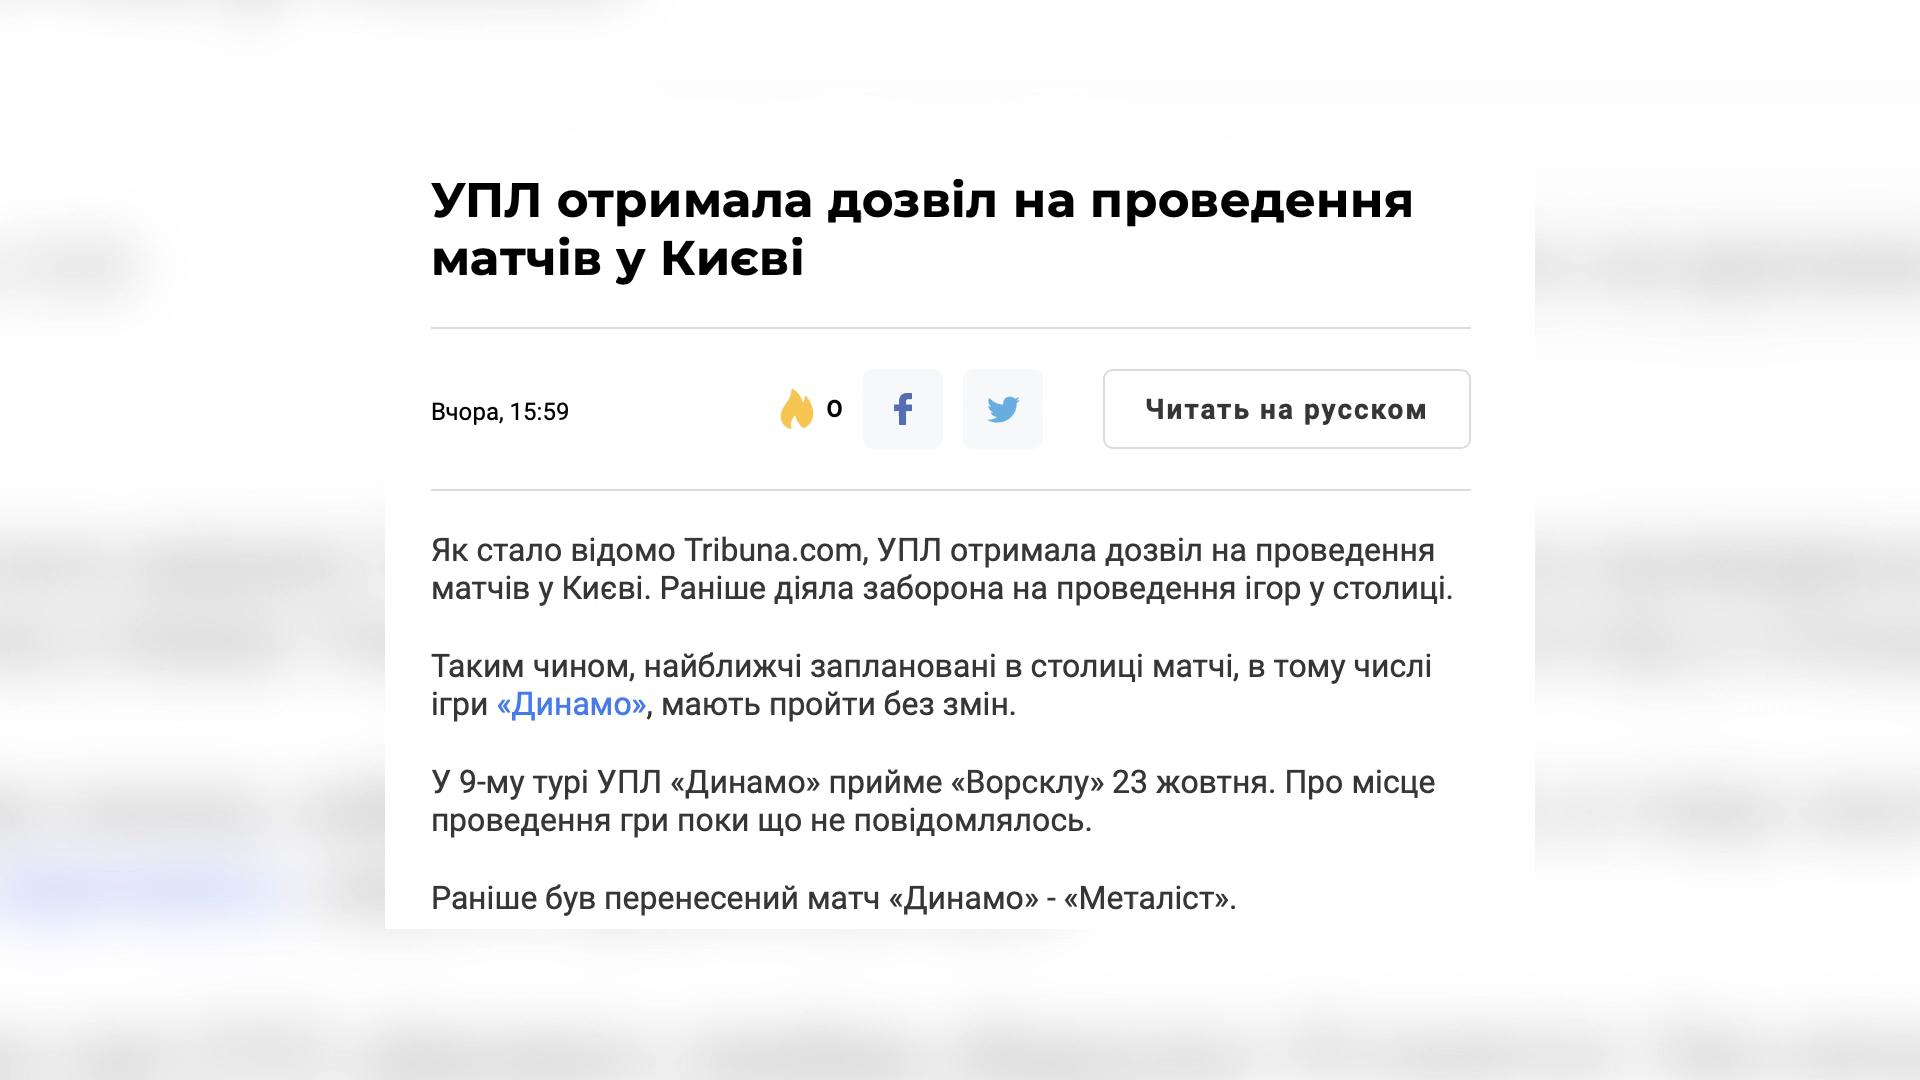 УПЛ отримала дозвіл на проведення
матчів у Києві
Вчора, 15:59
0
Читать на русском
Як стало відомо Tribuna.com, УПЛ отримала дозвіл на проведення
матчів у Києві. Раніше діяла заборона на проведення ігор у столиці.
Таким чином, найближчі заплановані в столиці матчі, в тому числі
ігри «Динамо», мають пройти без змін.
У 9-му турі УПЛ «Динамо» прийме «Ворсклу» 23 жовтня. Про місце
проведення гри поки що не повідомлялось.
Раніше був перенесений матч «Динамо» - «Металіст».